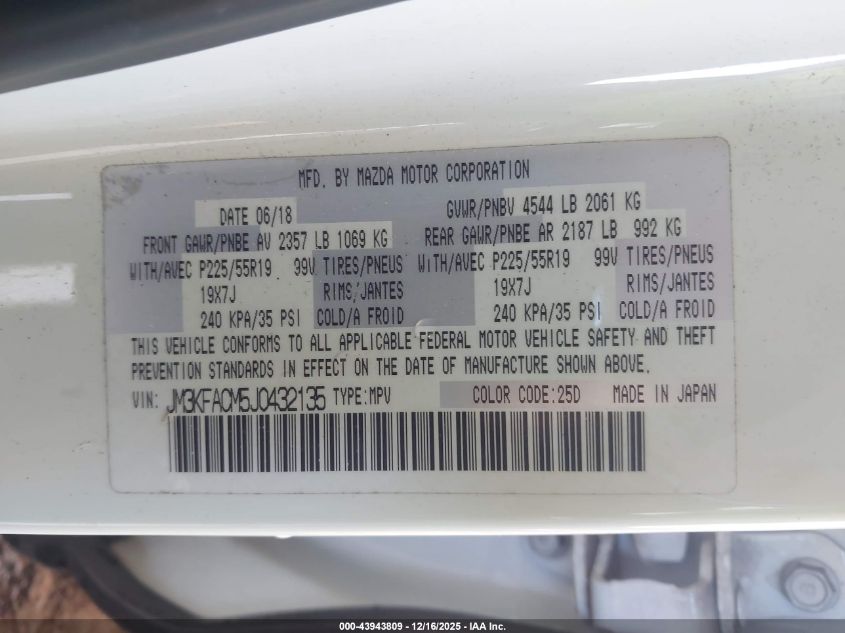 MFD. BY MAZDA MOTOR CORPORATION
DATE 06/18 GVWR/PNBV 4544 LB 2061 KG
FRONT GAWR/PNBE AV 2357 LB 1069 KG REAR GAWR/PNBE AR 2187 LB 992 KG
WITH/AVEC P225/55R19 99V TIRES/PNEUS WITH/AVEC P225/55R19 99V TIRES/PNEUS
19X7J RIMS/JANTES 19X7J RIMS/JANTES
240 KPA/35 PSI COLD/A FROID 240 KPA/35 PSI COLD/A FROID
THIS VEHICLE CONFORMS TO ALL APPLICABLE FEDERAL MOTOR VEHICLE SAFETY AND THEFT
PREVENTION STANDARDS IN EFFECT ON THE DATE OF MANUFACTURE SHOWN ABOVE.
VIN: JM3KFACM5J0432135 TYPE:MPV COLOR CODE:25D MADE IN JAPAN
000-43943809 - 12/16/2025 - IAA Inc.